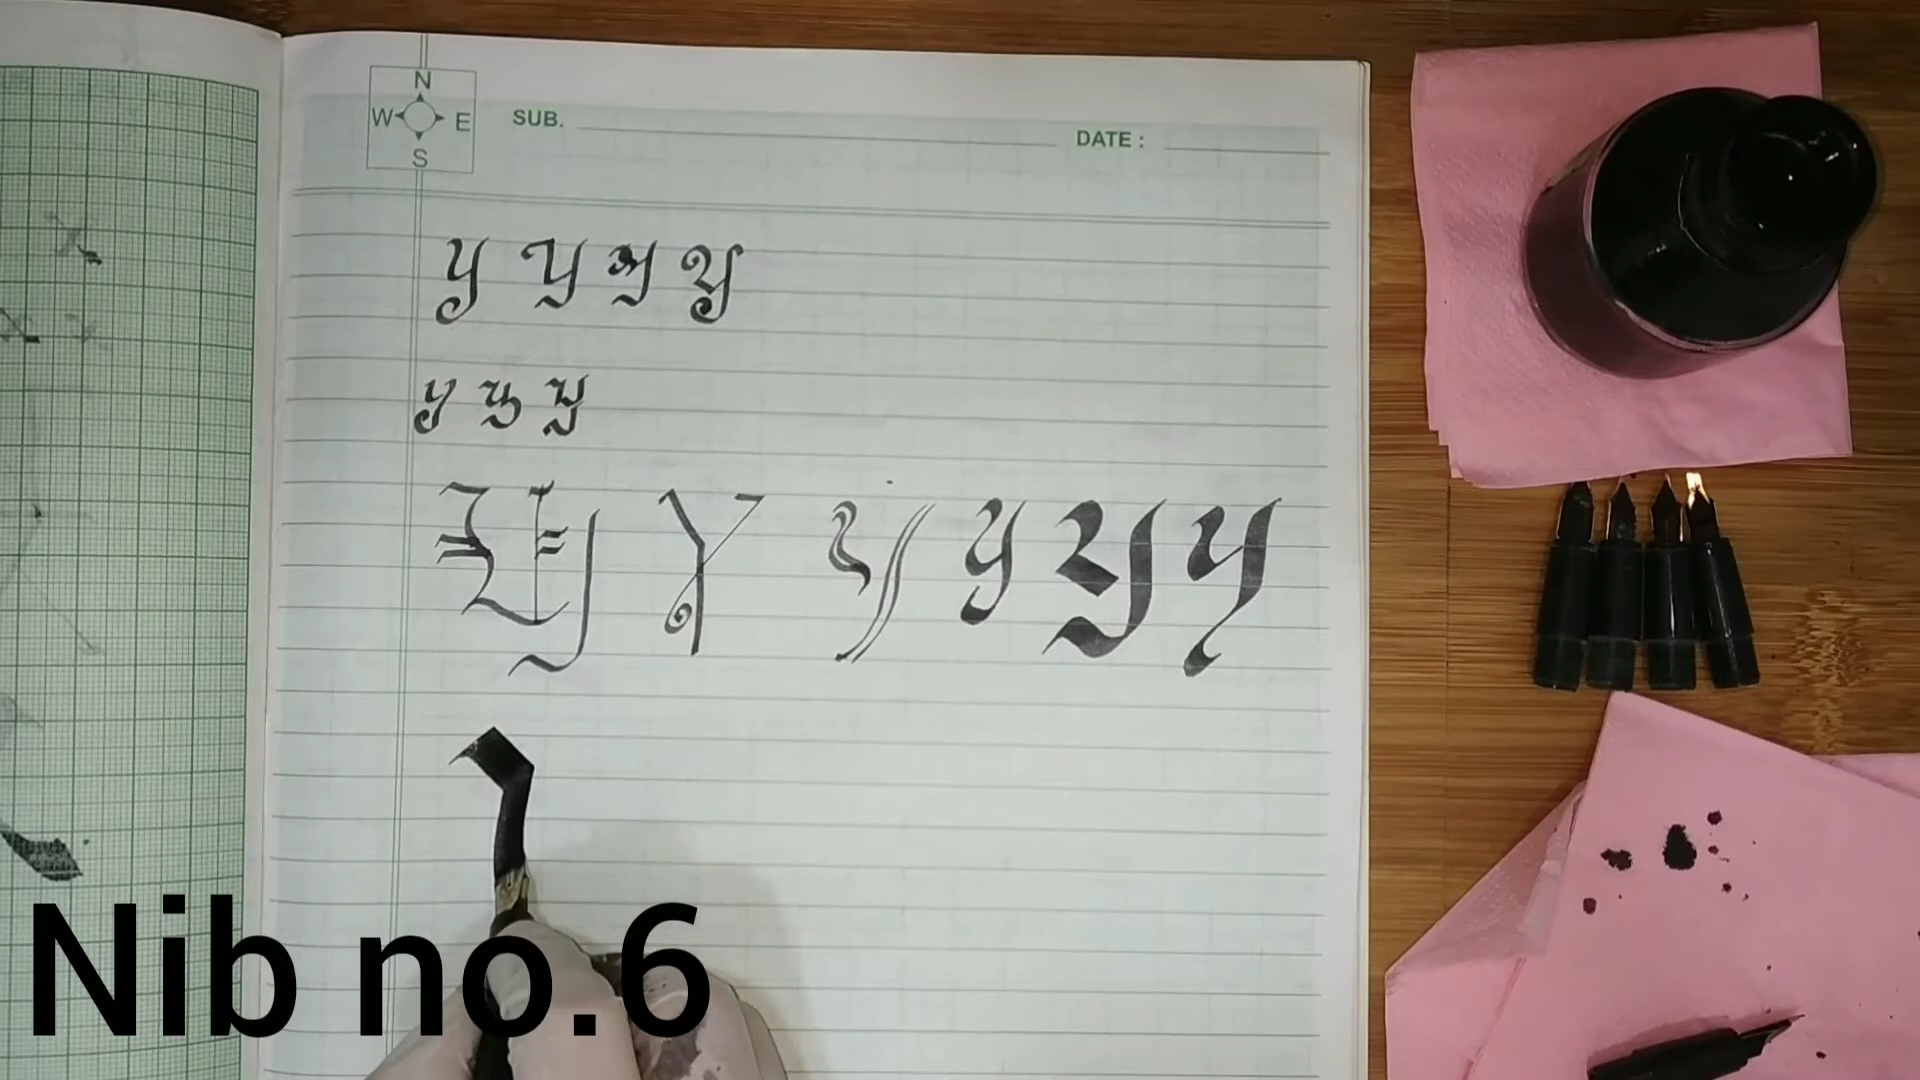 N
W E
S
SUB. DATE :
y y y y
y y y
Y Y Y Y Y Y
Nib no.6